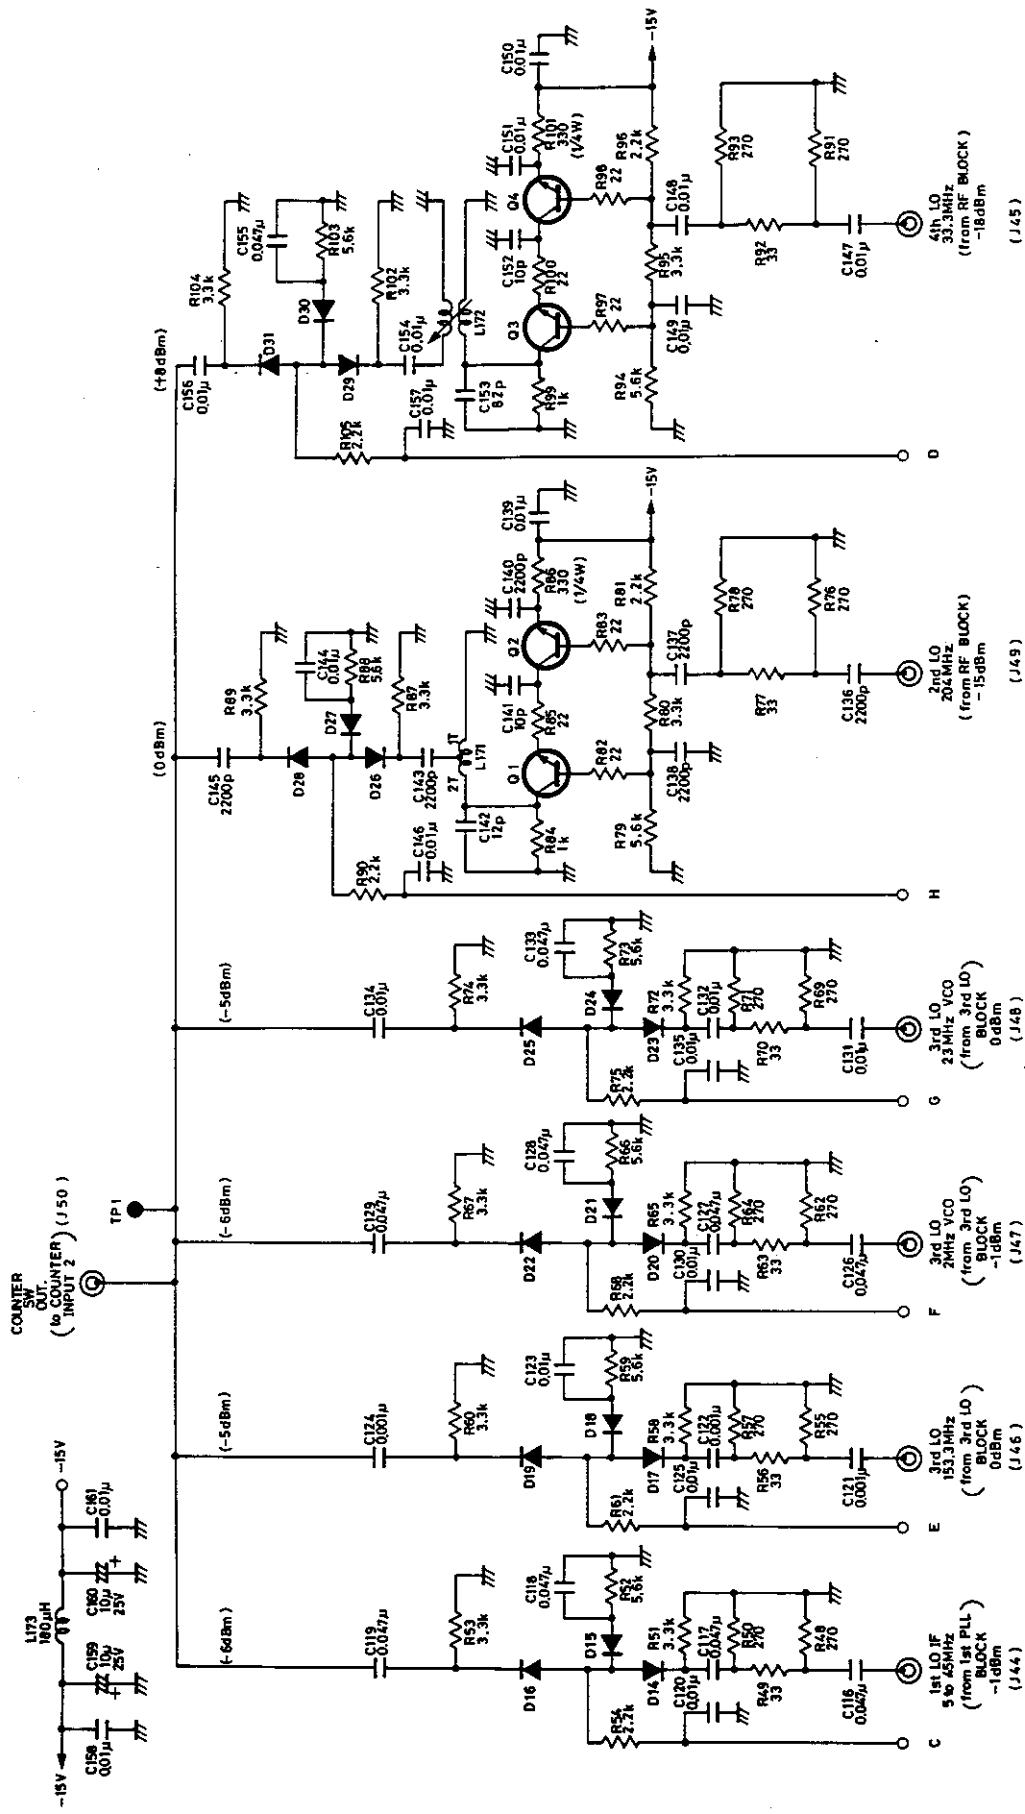 COUNTER
SW
OUT.
(to COUNTER
INPUT 2) (J50)
TP1
-15V
L173
180μH
-15V
C158
0.01μ
C159
10μ
25V
C160
10μ
25V
C161
0.01μ
(-6dBm)
C119
0.047μ
R53
3.3k
D16
C118
0.047μ
R52
5.6k
D15
R54
2.2k
D14
R51
3.3k
C120
0.01μ
C117
0.047μ
R50
270
R49
33
R48
270
C116
0.047μ
C
1st LO IF
5 to 45MHz
(from 1st PLL
BLOCK)
-1dBm
(J44)
(-5dBm)
C124
0.001μ
R60
3.3k
D19
C123
0.01μ
R59
5.6k
D18
R61
2.2k
D17
R58
3.3k
C125
0.01μ
C122
0.001μ
R57
270
R56
33
R55
270
C121
0.001μ
E
3rd LO
153.3MHz
(from 3rd LO
BLOCK)
0dBm
(J46)
(-6dBm)
C129
0.047μ
R67
3.3k
D22
C128
0.047μ
R66
5.6k
D21
R68
2.2k
D20
R65
3.3k
C130
0.01μ
C127
0.047μ
R64
270
R63
33
R62
270
C126
0.047μ
F
3rd LO
2MHz VCO
(from 3rd LO
BLOCK)
-1dBm
(J47)
(-5dBm)
C134
0.01μ
R74
3.3k
D25
C133
0.047μ
R73
5.6k
D24
R75
2.2k
D23
R72
3.3k
C135
0.01μ
C132
0.01μ
R71
270
R70
33
R69
270
C131
0.01μ
G
3rd LO
23MHz VCO
(from 3rd LO
BLOCK)
0dBm
(J48)
(0dBm)
C145
2200p
R89
3.3k
D28
D27
C144
0.01μ
R88
5.6k
D26
R87
3.3k
R90
2.2k
C146
0.01μ
C143
2200p
2T
1T
L171
C142
12p
R84
1k
Q1
C141
10p
R85
22
Q2
C140
2200p
R86
330
(1/4W)
C139
0.01μ
R82
22
R83
22
-15V
R79
5.6k
C138
2200p
R80
3.3k
C137
2200p
R81
2.2k
R78
270
R77
33
R76
270
C136
2200p
H
2nd LO
204MHz
(from RF BLOCK)
-15dBm
(J49)
(+8dBm)
C156
0.01μ
R104
3.3k
D31
D30
C155
0.047μ
R103
5.6k
D29
R102
3.3k
R105
2.2k
C157
0.01μ
C154
0.01μ
L172
C153
82p
R99
1k
Q3
C152
10p
R100
22
Q4
C151
0.01μ
R101
330
(1/4W)
C150
0.01μ
R97
22
R98
22
-15V
R94
5.6k
C149
0.01μ
R95
3.3k
C148
0.01μ
R96
2.2k
R93
270
R92
33
R91
270
C147
0.01μ
D
4th LO
33.3MHz
(from RF BLOCK)
-18dBm
(J45)